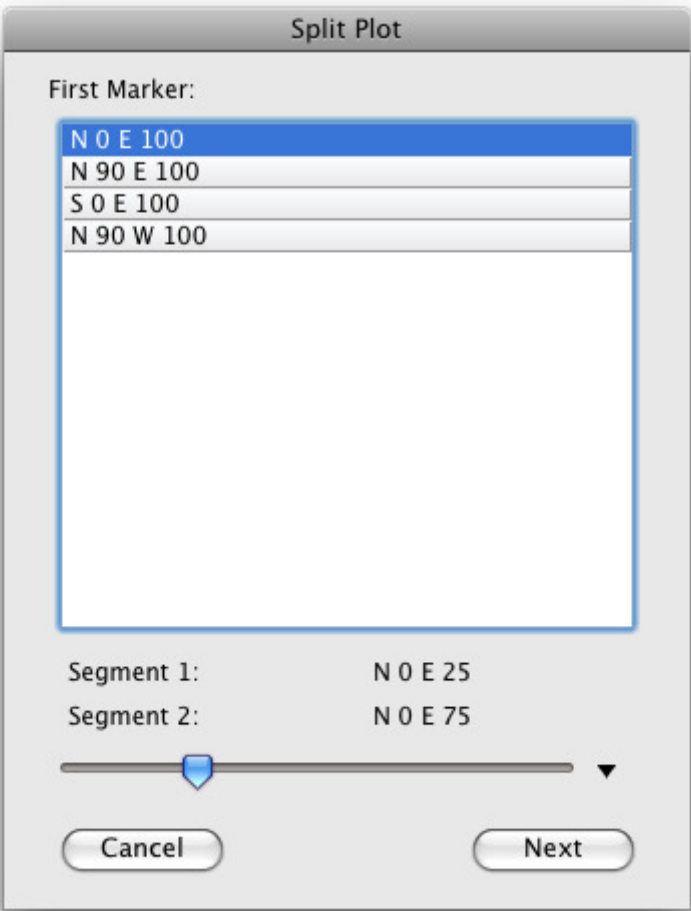 Split Plot
First Marker:
N 0 E 100
N 90 E 100
S 0 E 100
N 90 W 100
Segment 1: N 0 E 25
Segment 2: N 0 E 75
Cancel Next